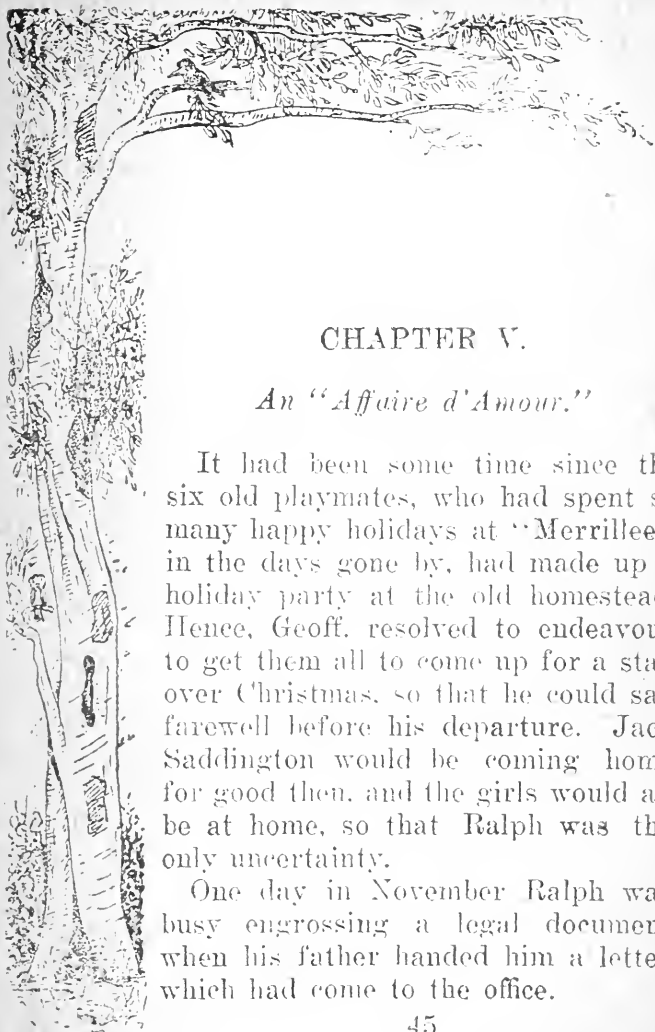 CHAPTER V.
An "Affaire d'Amour."
It had been some time since th
six old playmates, who had spent s
many happy holidays at "Merrillee
in the days gone by, had made up
holiday party at the old homestea
Hence, Geoff. resolved to endeavou
to get them all to come up for a sta
over Christmas, so that he could sa
farewell before his departure. Jac
Saddington would be coming hom
for good then, and the girls would a
be at home, so that Ralph was th
only uncertainty.
One day in November Ralph wa
busy engrossing a legal documen
when his father handed him a lette
which had come to the office.
45